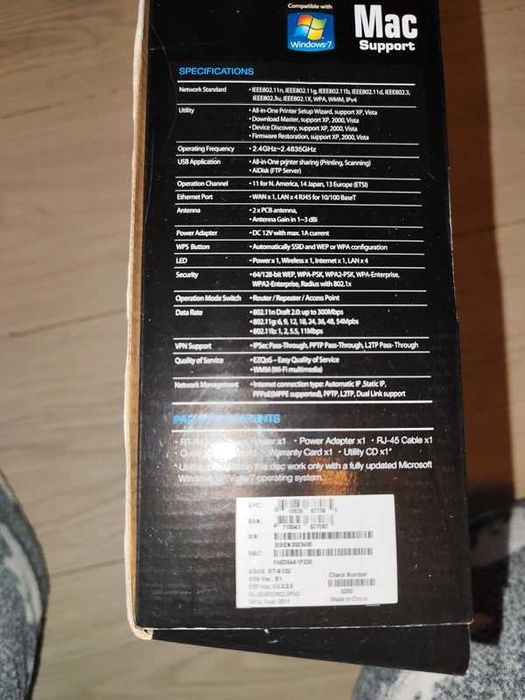 Compatible with
Windows 7
Mac
Support
SPECIFICATIONS
Network Standard
• IEEE802.11n, IEEE802.11g, IEEE802.11b, IEEE802.11d, IEEE802.3,
IEEE802.3u, IEEE802.1X, WPA, WMM, IPv4
Utility
• All-in-One Printer Setup Wizard, support XP, Vista
• Download Master, support XP, 2000, Vista
• Device Discovery, support XP, 2000, Vista
• Firmware Restoration, support XP, 2000, Vista
Operating Frequency
• 2.4GHz~2.4835GHz
USB Application
• All-in-One printer sharing (Printing, Scanning)
• AiDisk (FTP Server)
Operation Channel
• 11 for N. America, 14 Japan, 13 Europe (ETSI)
Ethernet Port
• WAN x 1, LAN x 4 RJ45 for 10/100 BaseT
Antenna
• 2 x PCB antenna,
• Antenna Gain in 1~3 dBi
Power Adapter
• DC 12V with max. 1A current
WPS Button
• Automatically SSID and WEP or WPA configuration
LED
• Power x 1, Wireless x 1, Internet x 1, LAN x 4
Security
• 64/128-bit WEP, WPA-PSK, WPA2-PSK, WPA-Enterprise,
WPA2-Enterprise, Radius with 802.1x
Operation Mode Switch
• Router / Repeater / Access Point
Data Rate
• 802.11n Draft 2.0: up to 300Mbps
• 802.11g: 6, 9, 12, 18, 24, 36, 48, 54Mpbs
• 802.11b: 1, 2, 5.5, 11Mbps
VPN Support
• IPSec Pass-Through, PPTP Pass-Through, L2TP Pass-Through
Quality of Service
• EZQoS - Easy Quality of Service
• WMM (Wi-Fi multimedia)
Network Management
• Internet connection type: Automatic IP, Static IP,
PPPoE(MPPE supported), PPTP, L2TP, Dual Link support
PACKAGE CONTENTS
Router x1 • Power Adapter x1 • RJ-45 Cable x1
Warranty Card x1 • Utility CD x1*
this disc work only with a fully updated Microsoft
Windows XP/Vista/7 operating system.
Check Number
Made in China